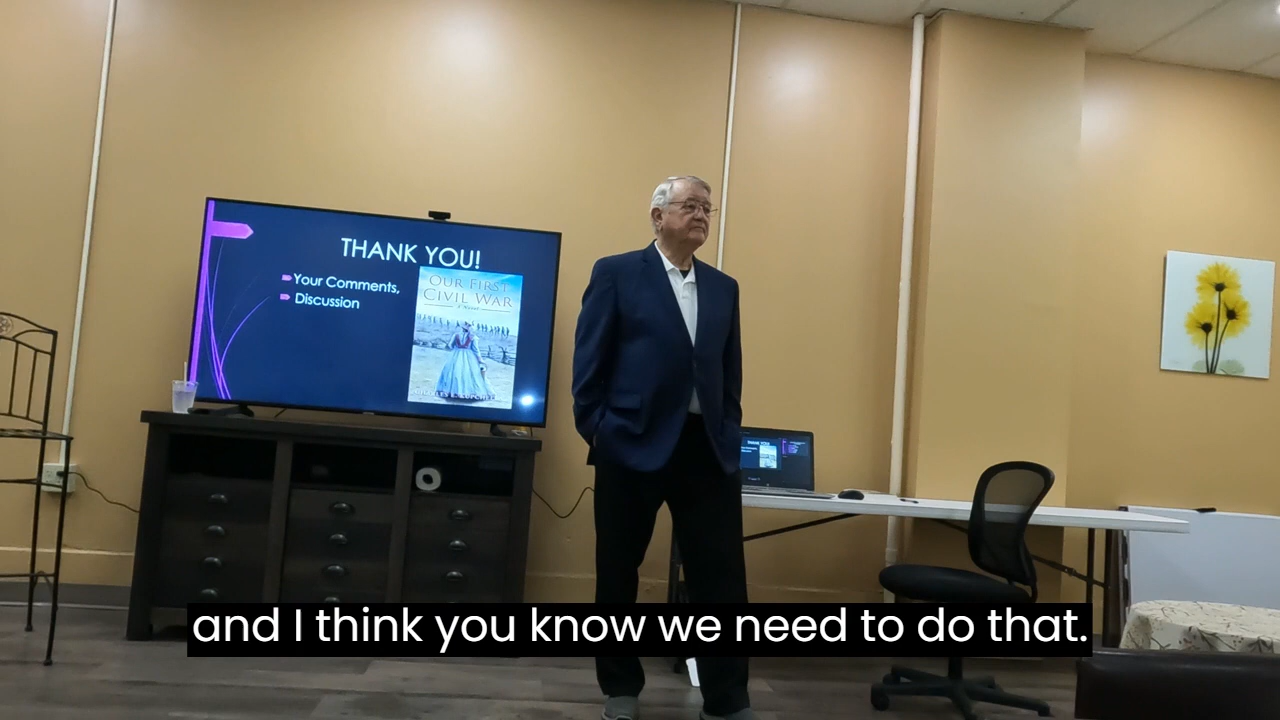 THANK YOU!
Your Comments,
Discussion
OUR FIRST
CIVIL WAR
and I think you know we need to do that.